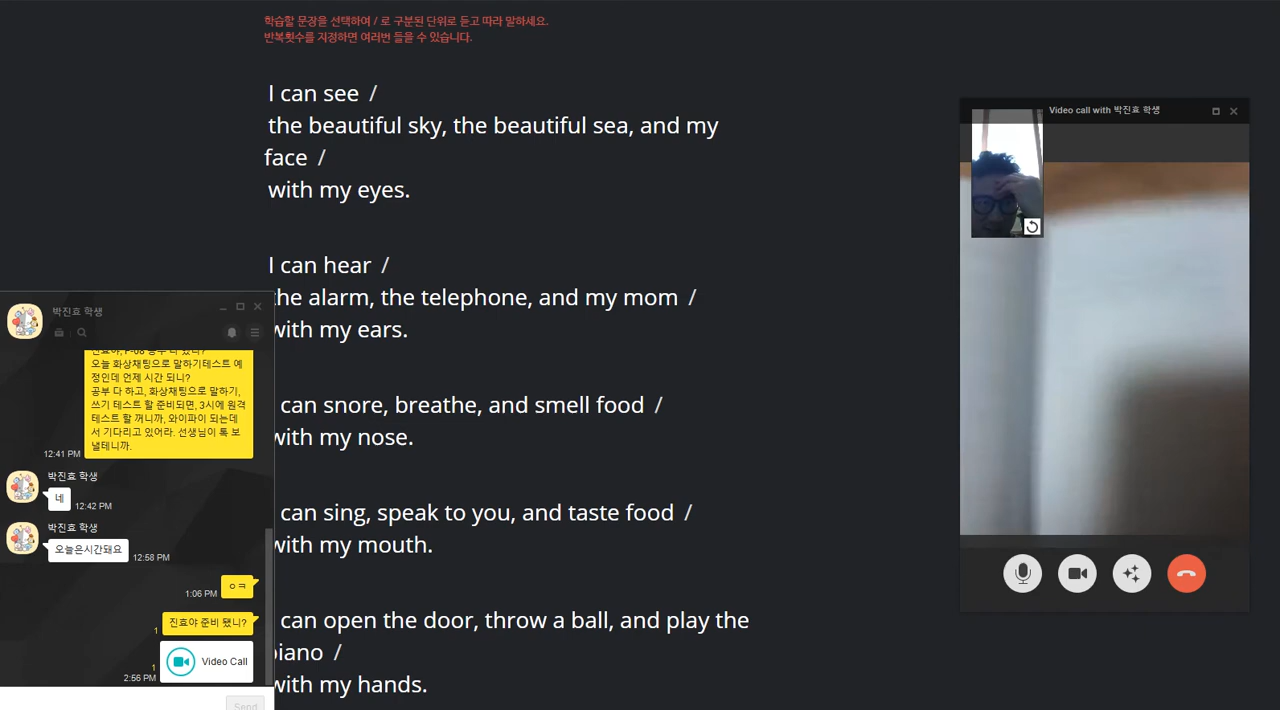 학습할 문장을 선택하여 / 로 구분된 단위로 듣고 따라 말하세요.
반복횟수를 지정하면 여러번 들을 수 있습니다.
I can see /
the beautiful sky, the beautiful sea, and my
face /
with my eyes.
I can hear /
the alarm, the telephone, and my mom /
with my ears.
can snore, breathe, and smell food /
with my nose.
can sing, speak to you, and taste food /
with my mouth.
can open the door, throw a ball, and play the
piano /
with my hands.
박진효 학생
오늘 화상채팅으로 말하기테스트 예
정인데 언제 시간 되니?
공부 다 하고, 화상채팅으로 말하기,
쓰기 테스트 할 준비되면, 3시에 원격
테스트 할 꺼니까, 와이파이 되는데
서 기다리고 있어라. 선생님이 톡 보
낼테니까.
12:41 PM
박진효 학생
네
12:42 PM
박진효 학생
오늘은시간돼요
12:58 PM
ㅇㅋ
1:06 PM
진효야 준비 됐니?
1
Video Call
1
2:56 PM
Send
Video call with 박진효 학생